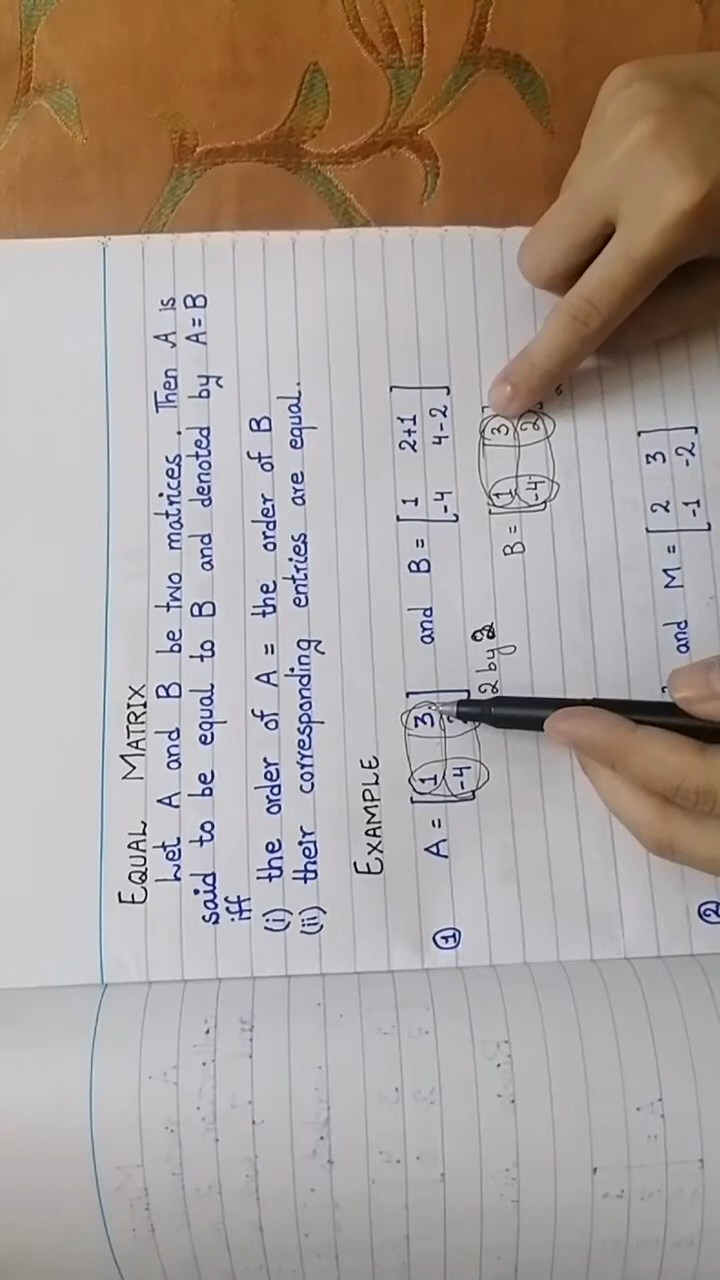 EQUAL MATRIX
Let A and B be two matrices. Then A is
said to be equal to B and denoted by A=B
iff
(i) the order of A = the order of B
(ii) their corresponding entries are equal.
EXAMPLE
① A = [ 1 3 and B = [ 1 2+1 ]
-4 -4 4-2
2 by 2
B = [ 1 3
-4 2
② and M = [ 2 3 ]
-1 -2